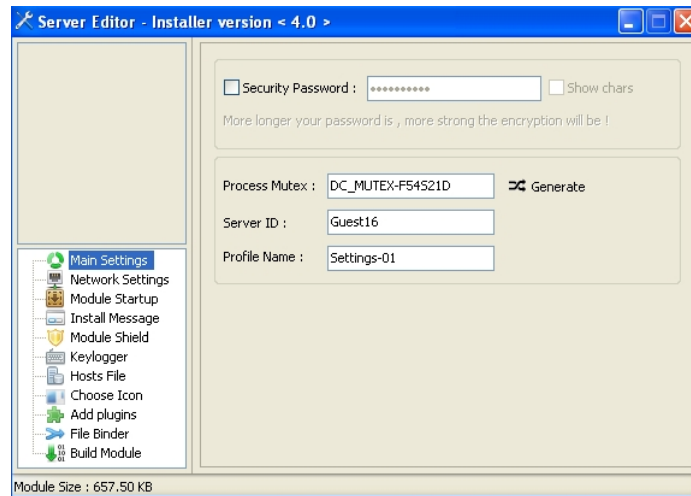 Server Editor - Installer version < 4.0 >
Security Password :
Show chars
More longer your password is , more strong the encryption will be !
Process Mutex :
DC_MUTEX-F54S21D
Generate
Server ID :
Guest16
Profile Name :
Settings-01
Main Settings
Network Settings
Module Startup
Install Message
Module Shield
Keylogger
Hosts File
Choose Icon
Add plugins
File Binder
Build Module
Module Size : 657.50 KB